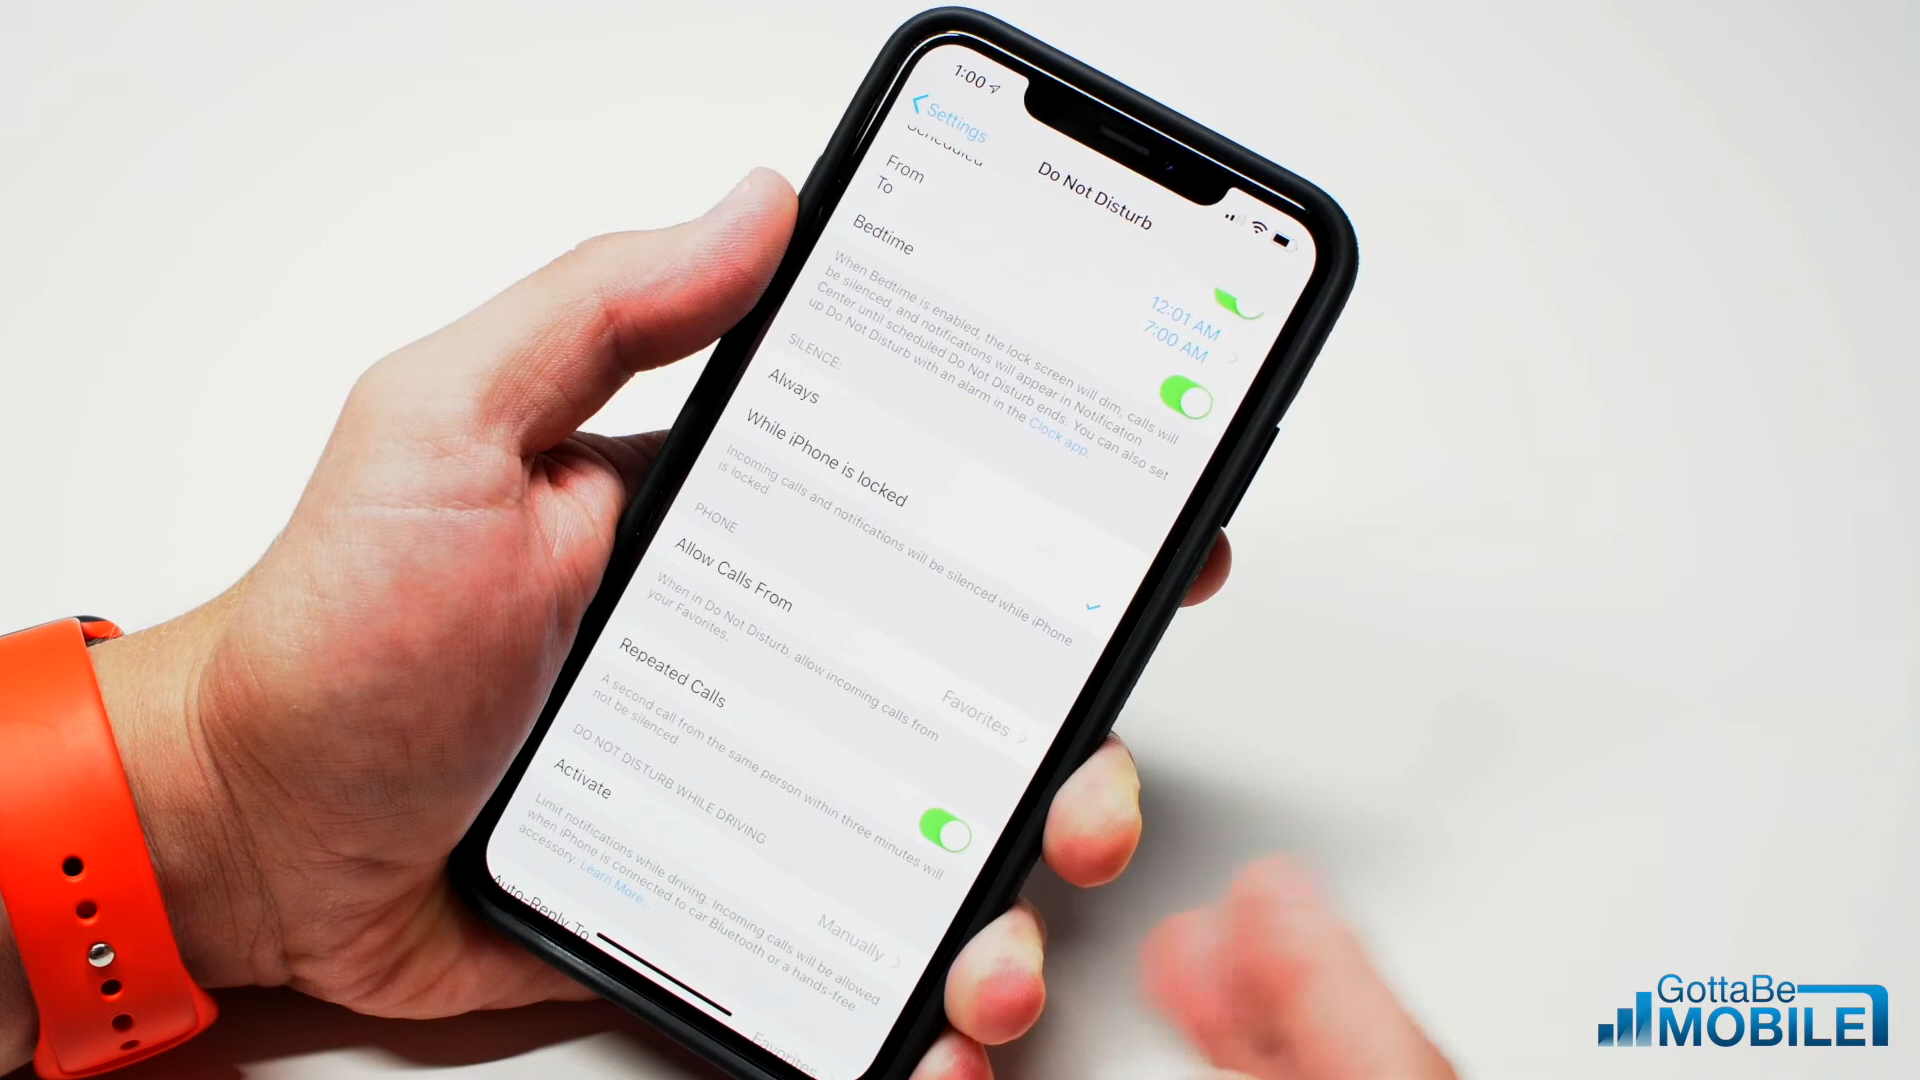 1:00
Settings
Do Not Disturb
Scheduled
From
12:01 AM
To
7:00 AM
Bedtime
When Bedtime is enabled, the lock screen will dim, calls will
be silenced, and notifications will appear in Notification
Center until scheduled Do Not Disturb ends. You can also set
up Do Not Disturb with an alarm in the Clock app.
SILENCE:
Always
While iPhone is locked
Incoming calls and notifications will be silenced while iPhone
is locked.
PHONE
Allow Calls From
Favorites
When in Do Not Disturb, allow incoming calls from
your Favorites.
Repeated Calls
A second call from the same person within three minutes will
not be silenced.
DO NOT DISTURB WHILE DRIVING
Activate
Manually
Limit notifications while driving. Incoming calls will be allowed
when iPhone is connected to car Bluetooth or a hands-free
accessory. Learn More...
Auto-Reply To
Favorites
GottaBe
MOBILE